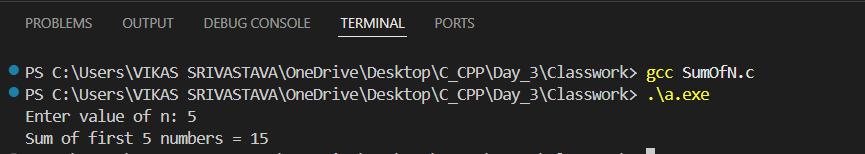 PROBLEMS OUTPUT DEBUG CONSOLE TERMINAL PORTS
PS C:\Users\VIKAS SRIVASTAVA\OneDrive\Desktop\C_CPP\Day_3\Classwork> gcc SumOfN.c
PS C:\Users\VIKAS SRIVASTAVA\OneDrive\Desktop\C_CPP\Day_3\Classwork> .\a.exe
Enter value of n: 5
Sum of first 5 numbers = 15